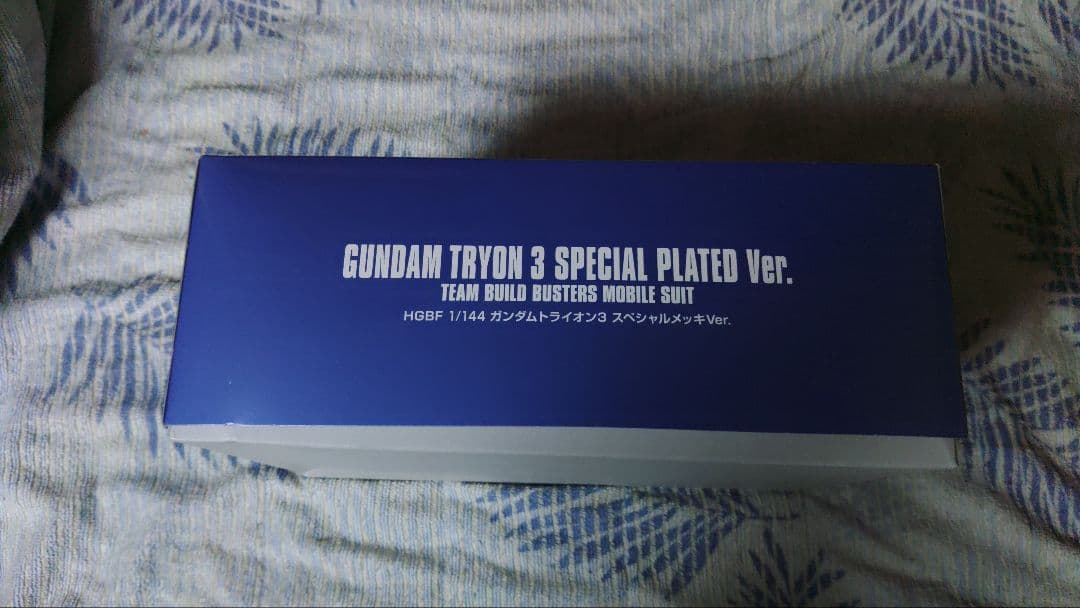 GUNDAM TRYON 3 SPECIAL PLATED Ver.
TEAM BUILD BUSTERS MOBILE SUIT
HGBF 1/144 ガンダムトライオン3 スペシャルメッキVer.